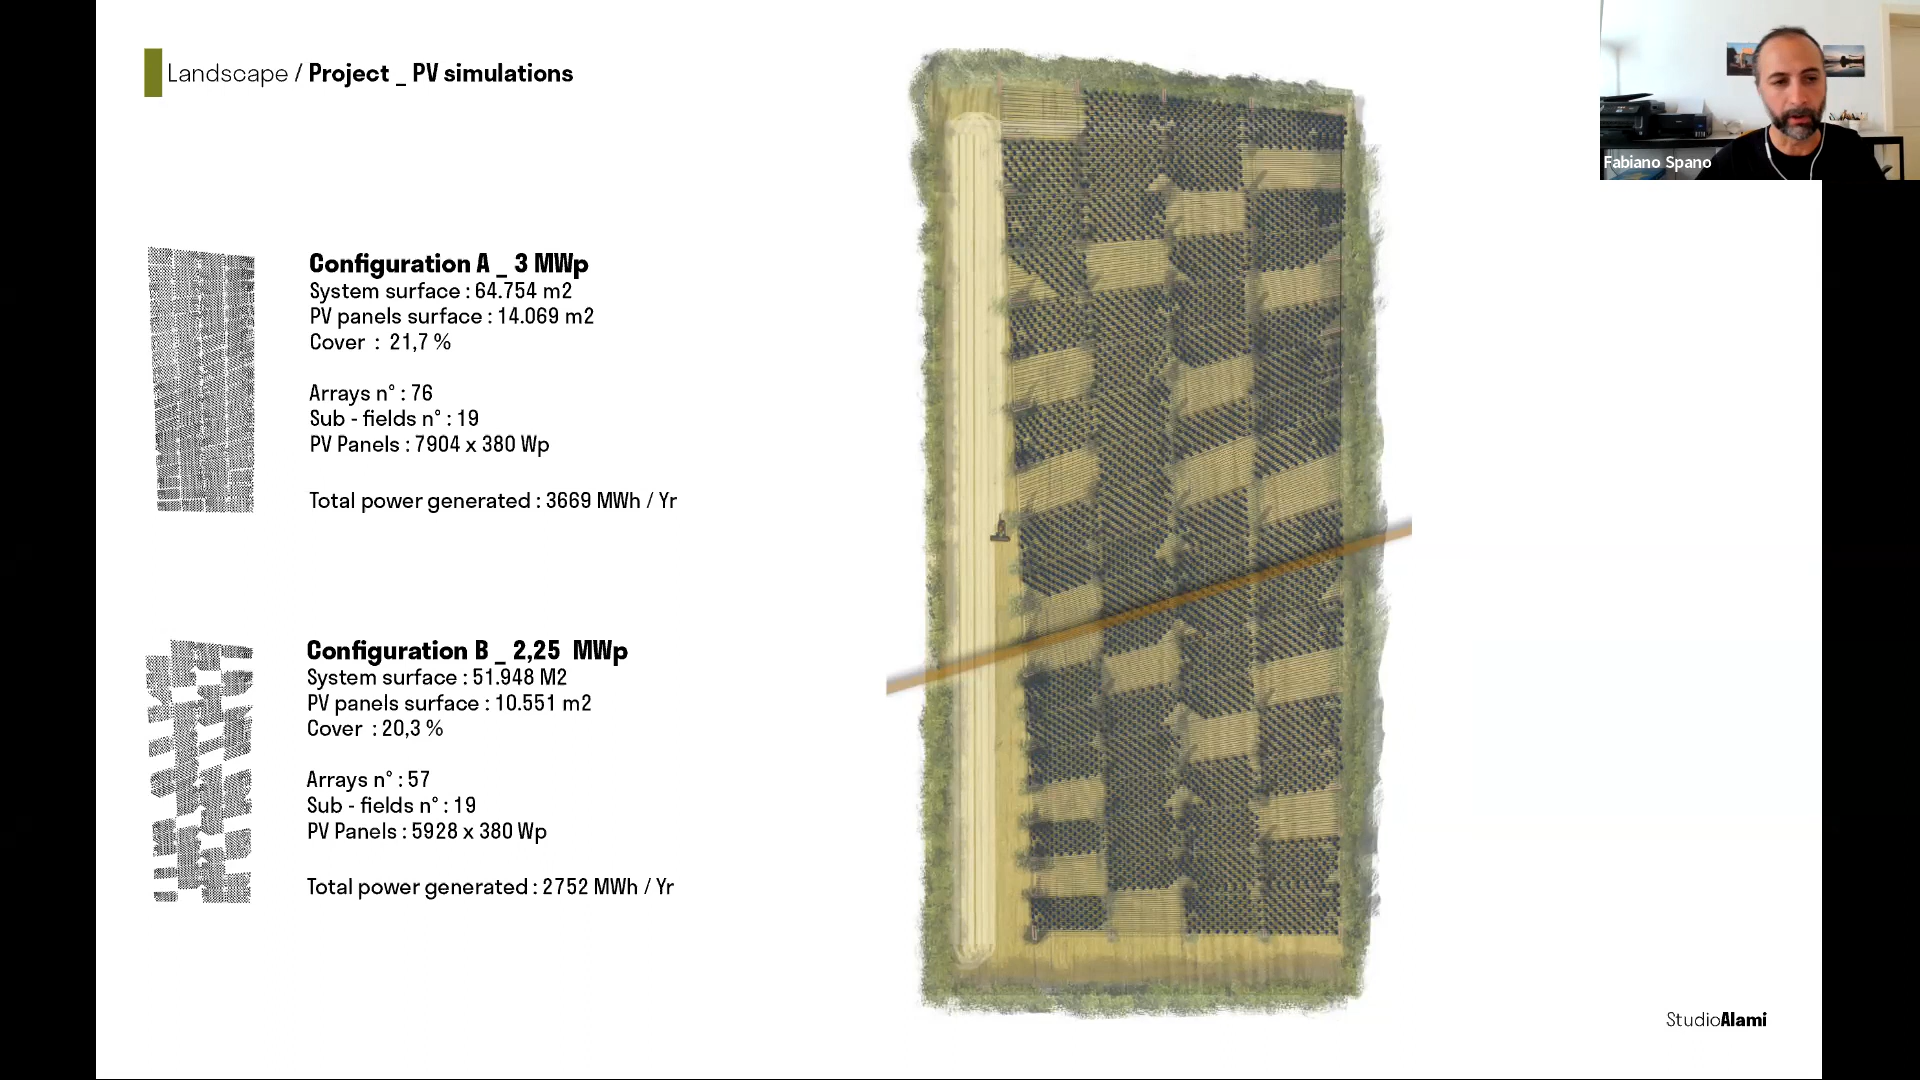 Landscape / Project _ PV simulations
Fabiano Spano
Configuration A _ 3 MWp
System surface : 64.754 m2
PV panels surface : 14.069 m2
Cover : 21,7 %
Arrays n° : 76
Sub - fields n° : 19
PV Panels : 7904 x 380 Wp
Total power generated : 3669 MWh / Yr
Configuration B _ 2,25 MWp
System surface : 51.948 M2
PV panels surface : 10.551 m2
Cover : 20,3 %
Arrays n° : 57
Sub - fields n° : 19
PV Panels : 5928 x 380 Wp
Total power generated : 2752 MWh / Yr
StudioAlami